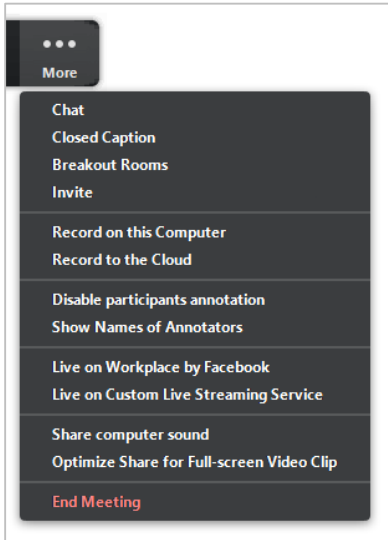 More
Chat
Closed Caption
Breakout Rooms
Invite
Record on this Computer
Record to the Cloud
Disable participants annotation
Show Names of Annotators
Live on Workplace by Facebook
Live on Custom Live Streaming Service
Share computer sound
Optimize Share for Full-screen Video Clip
End Meeting